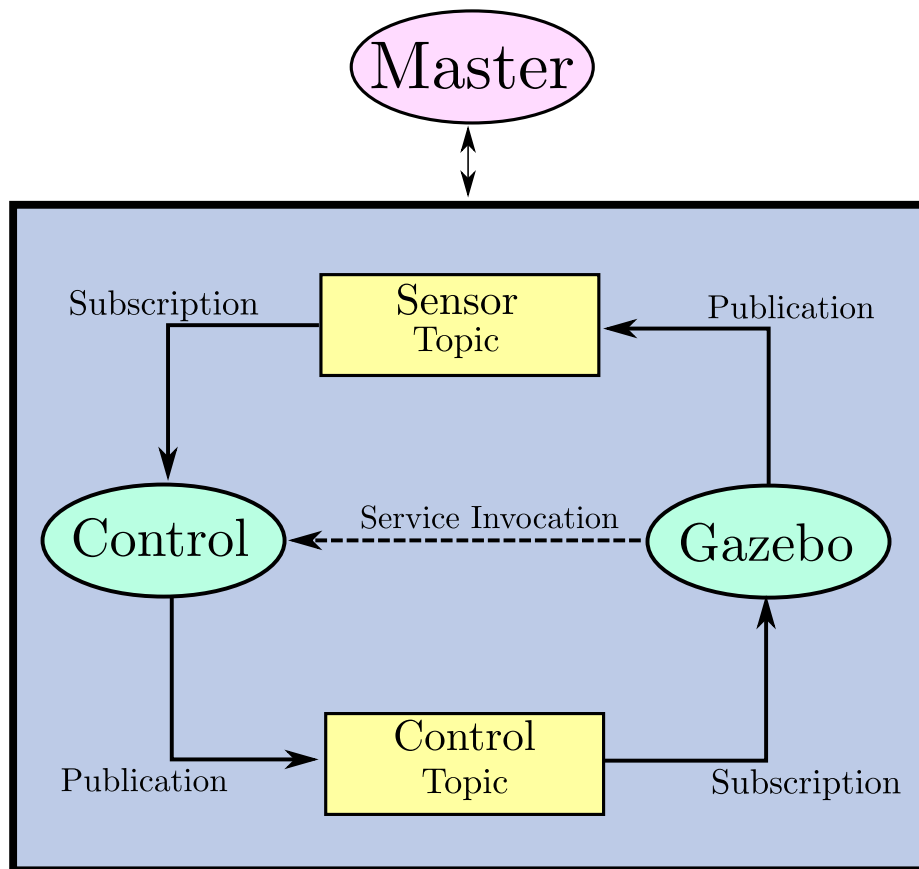 Master
Subscription
Sensor
Topic
Publication
Control
Service Invocation
Gazebo
Publication
Control
Topic
Subscription